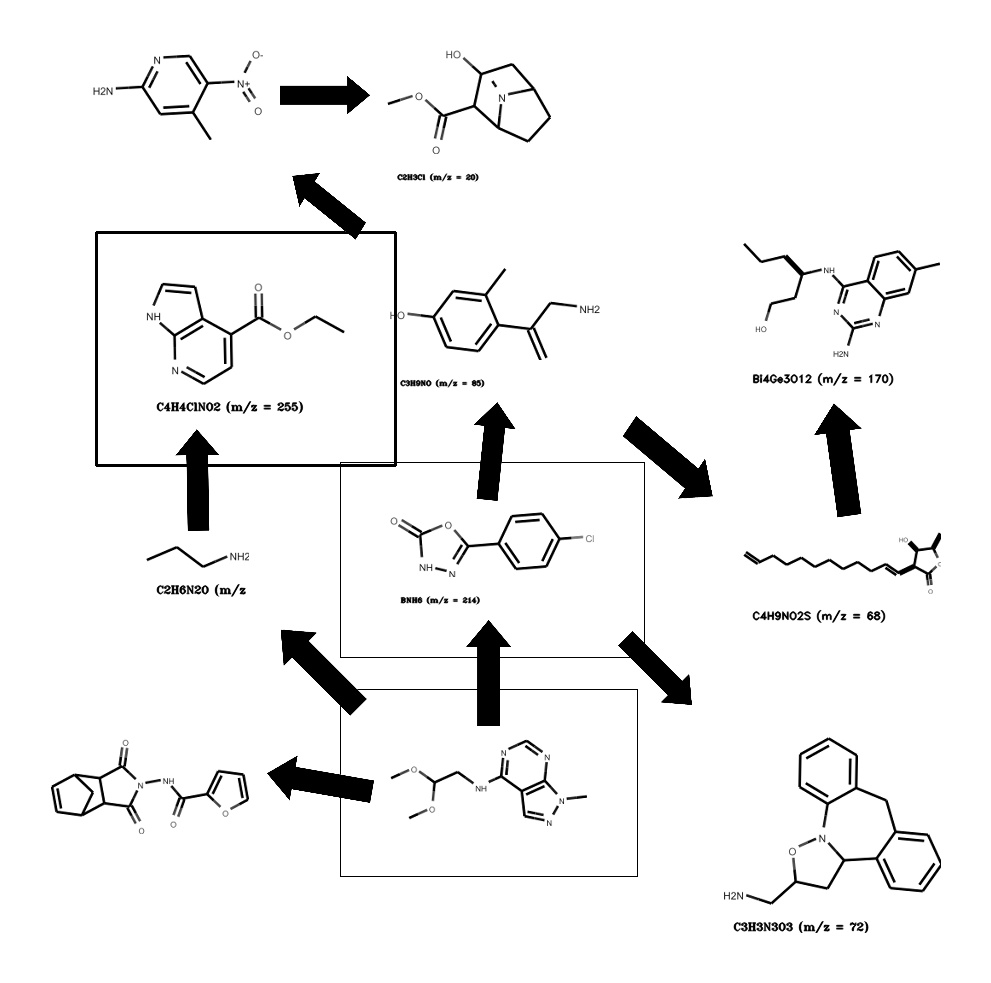 N
O-
H2N
N+
O
HO
O
N
O
C2H3Cl (m/z = 20)
O
NH
O
N
C4H4ClNO2 (m/z = 255)
HO
NH2
C3H9NO (m/z = 85)
NH
N
N
HO
H2N
Bi4Ge3O12 (m/z = 170)
NH2
C2H6N2O (m/z
O
O
Cl
NH
N
BNH6 (m/z = 214)
HO
O
O
C4H9NO2S (m/z = 68)
O
N
NH
O
O
O
O
O
NH
N
N
N
N
O
N
H2N
C3H3N3O3 (m/z = 72)